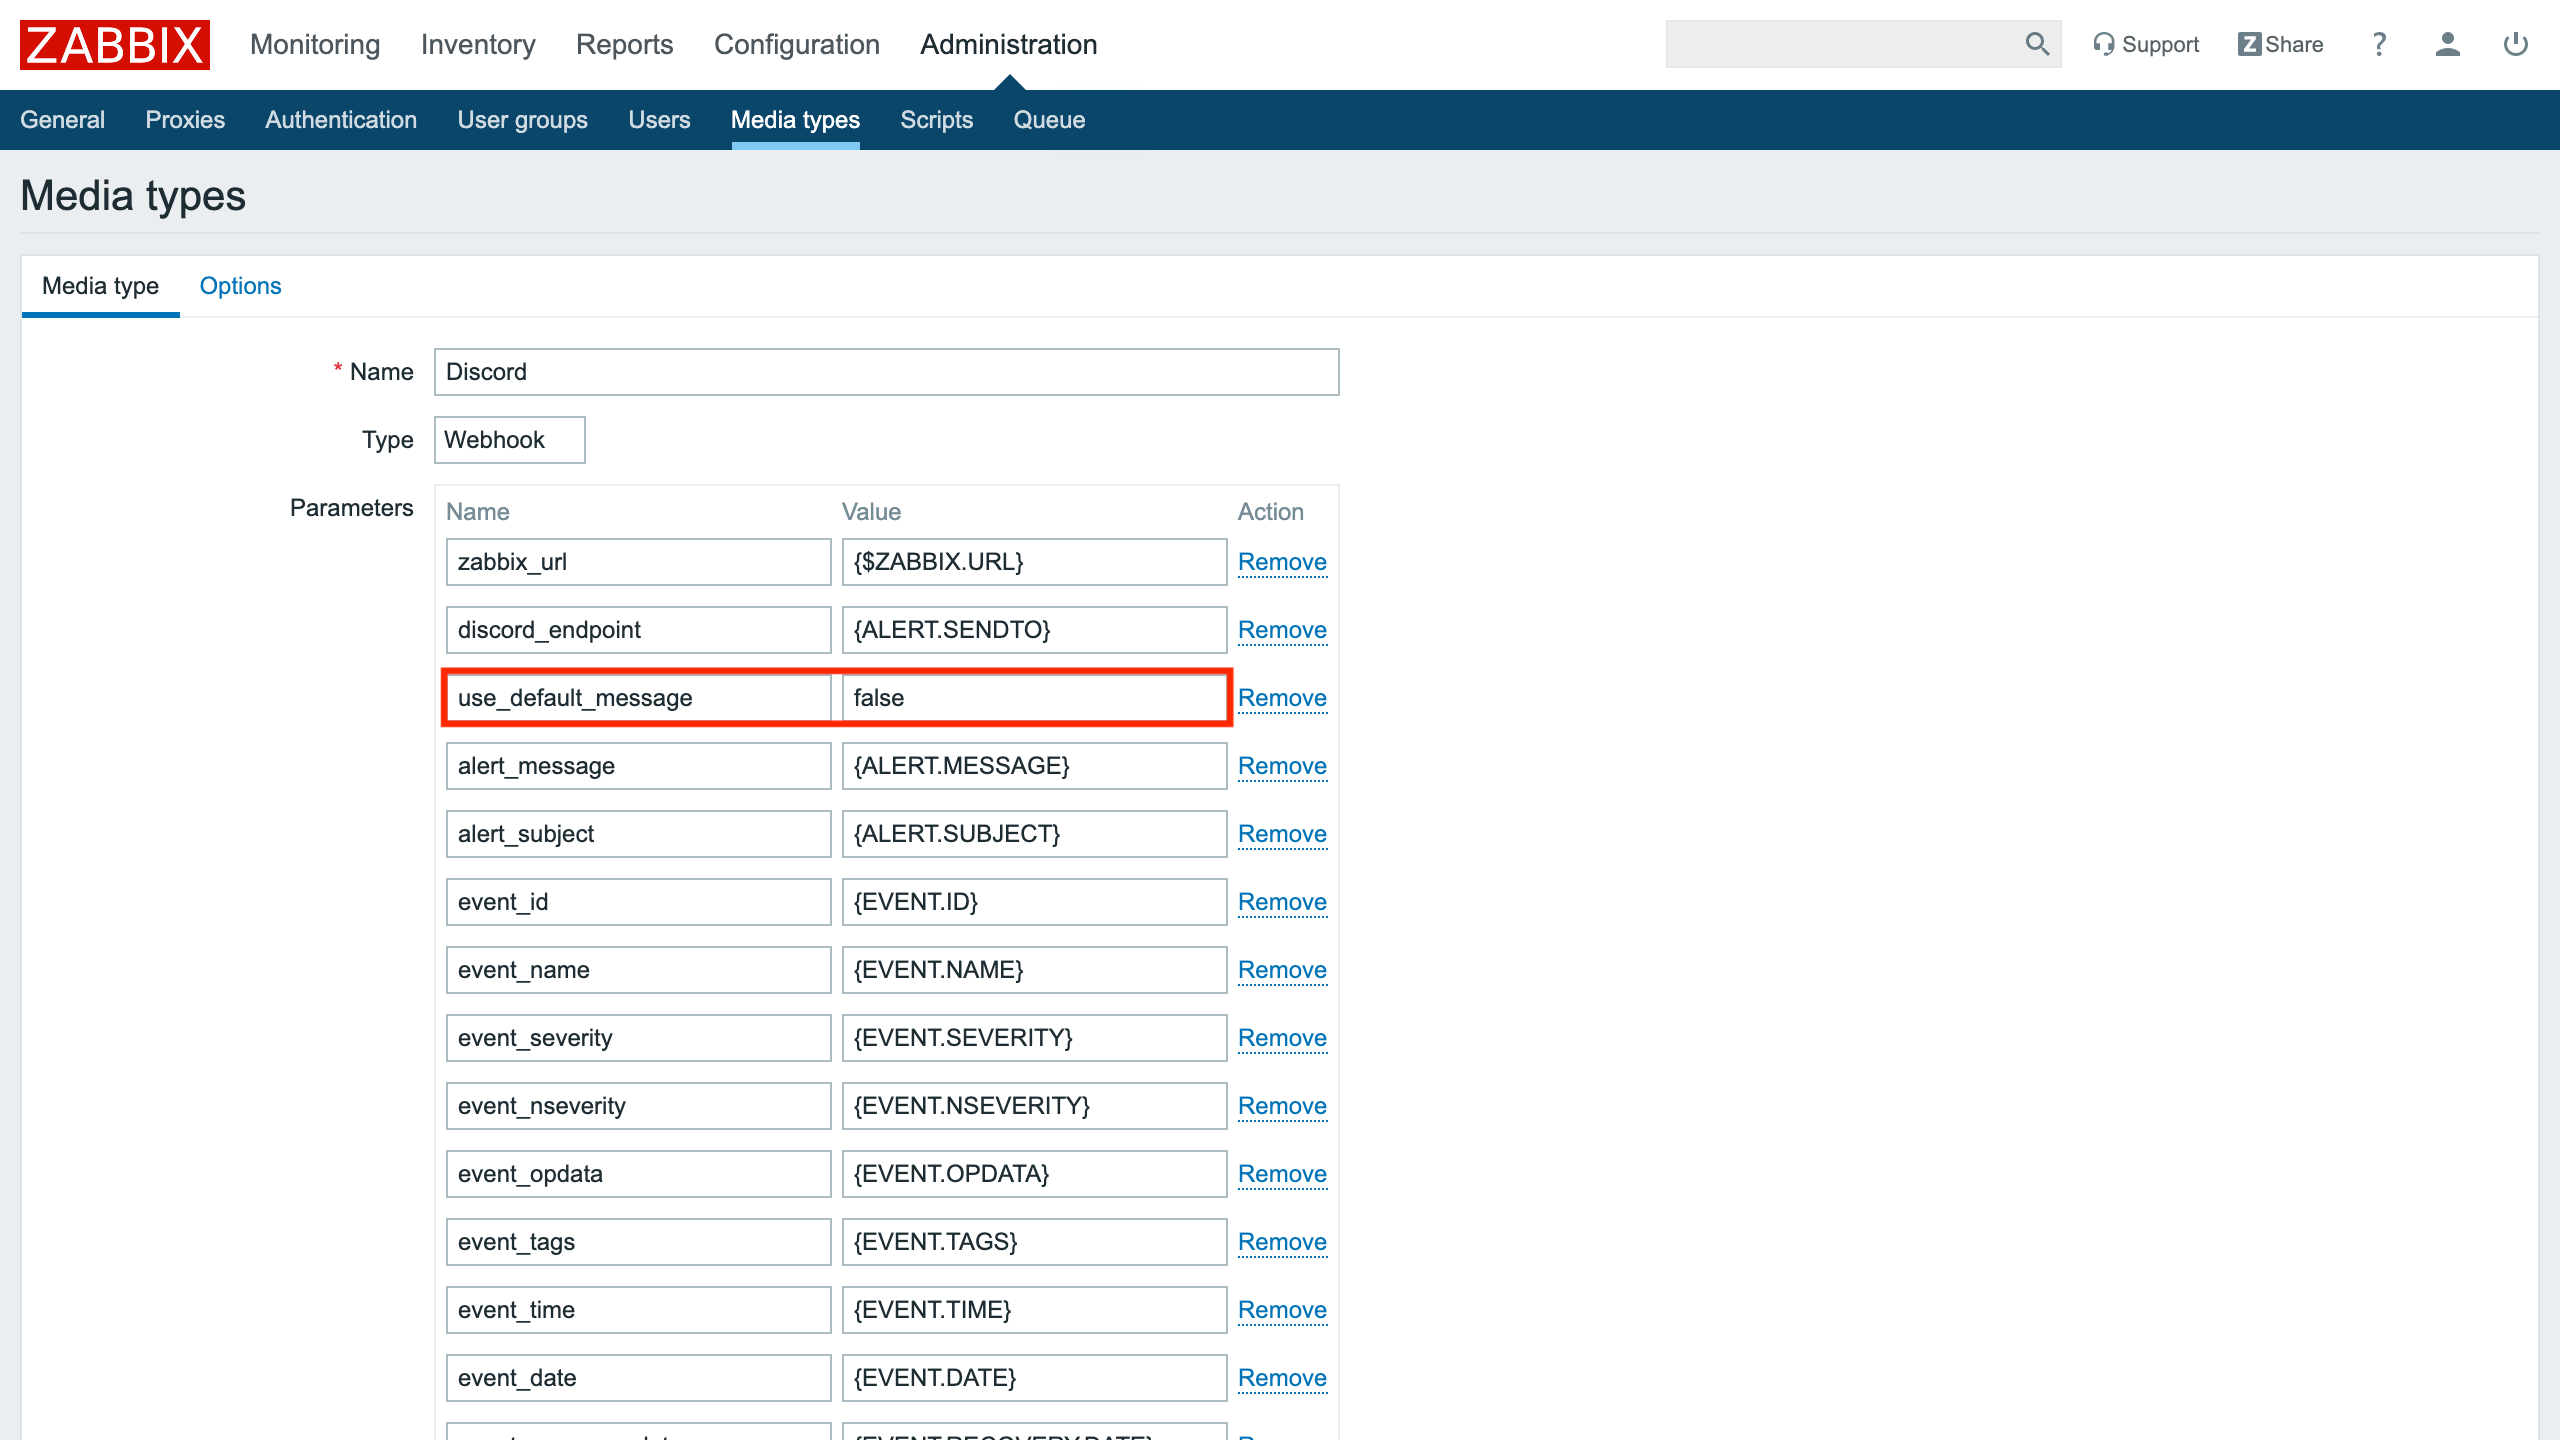 ZABBIX Monitoring Inventory Reports Configuration Administration Support Z Share ?
General Proxies Authentication User groups Users Media types Scripts Queue
Media types
Media type Options
* Name Discord
Type Webhook
Parameters Name Value Action
zabbix_url {$ZABBIX.URL} Remove
discord_endpoint {ALERT.SENDTO} Remove
use_default_message false Remove
alert_message {ALERT.MESSAGE} Remove
alert_subject {ALERT.SUBJECT} Remove
event_id {EVENT.ID} Remove
event_name {EVENT.NAME} Remove
event_severity {EVENT.SEVERITY} Remove
event_nseverity {EVENT.NSEVERITY} Remove
event_opdata {EVENT.OPDATA} Remove
event_tags {EVENT.TAGS} Remove
event_time {EVENT.TIME} Remove
event_date {EVENT.DATE} Remove
{EVENT.RECOVERY.DATE}